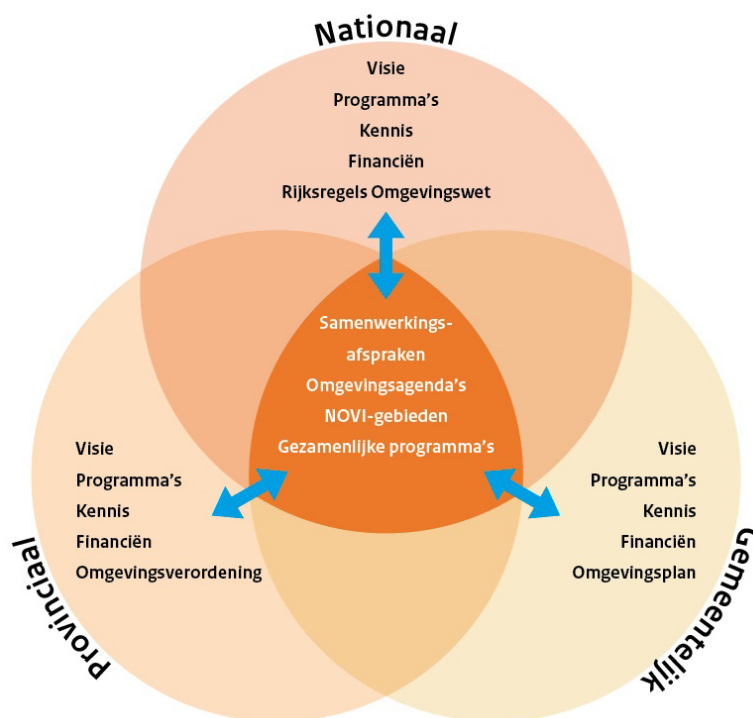 Nationaal
Visie
Programma's
Kennis
Financiën
Rijksregels Omgevingswet
Samenwerkings-
afspraken
Omgevingsagenda's
NOVI-gebieden
Gezamenlijke programma's
Provinciaal
Visie
Programma's
Kennis
Financiën
Omgevingsverordening
Gemeentelijk
Visie
Programma's
Kennis
Financiën
Omgevingsplan